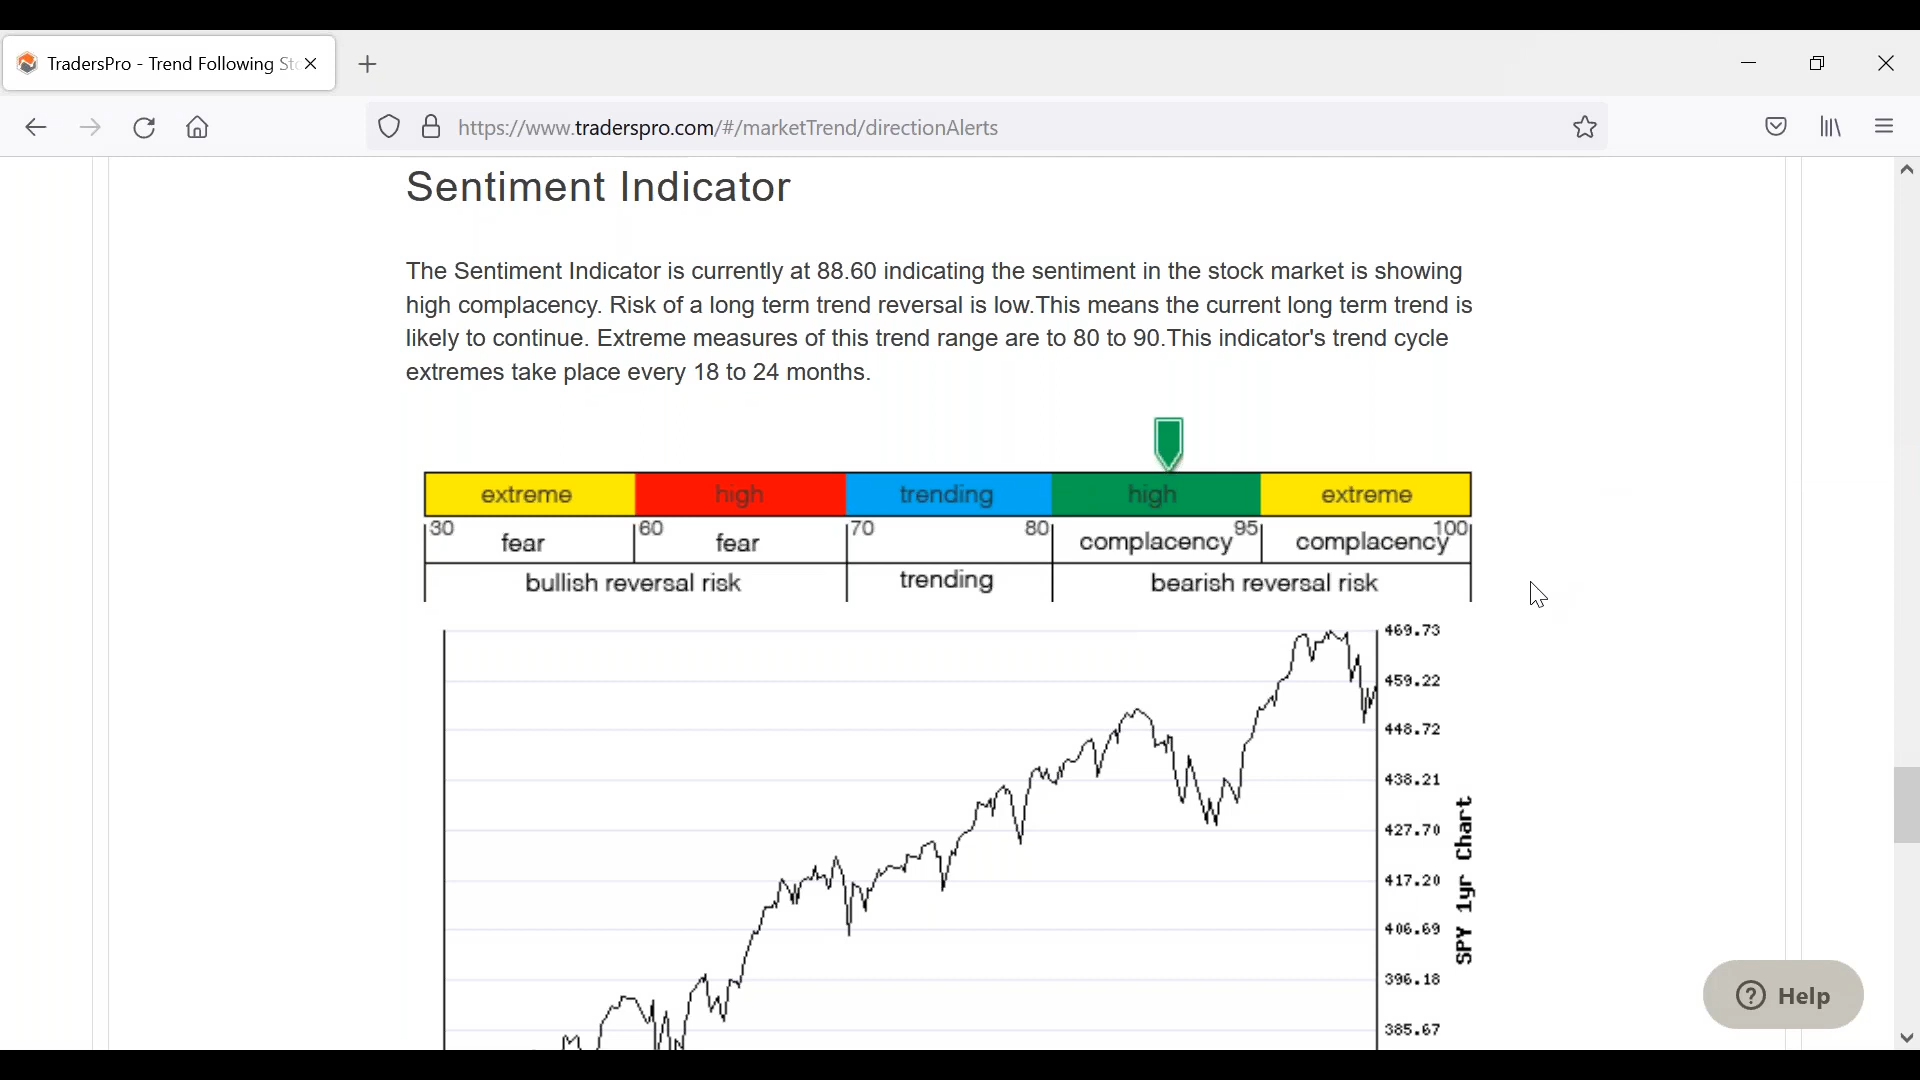 TradersPro - Trend Following Sto
https://www.traderspro.com/#/marketTrend/directionAlerts
Sentiment Indicator
The Sentiment Indicator is currently at 88.60 indicating the sentiment in the stock market is showing
high complacency. Risk of a long term trend reversal is low.This means the current long term trend is
likely to continue. Extreme measures of this trend range are to 80 to 90.This indicator's trend cycle
extremes take place every 18 to 24 months.
extreme high trending high extreme
30 60 70 80 95 100
fear fear complacency complacency
bullish reversal risk trending bearish reversal risk
469.73
459.22
448.72
438.21
427.70
417.20
406.69
396.18
385.67
SPY 1yr Chart
Help